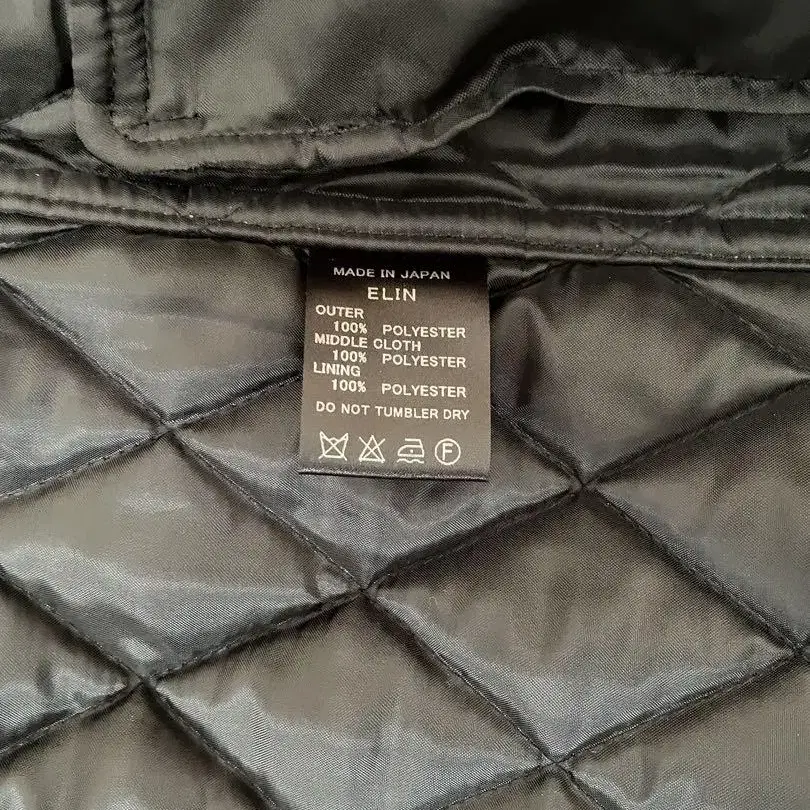 MADE IN JAPAN
ELIN
OUTER
100% POLYESTER
MIDDLE CLOTH
100% POLYESTER
LINING
100% POLYESTER
DO NOT TUMBLER DRY
F